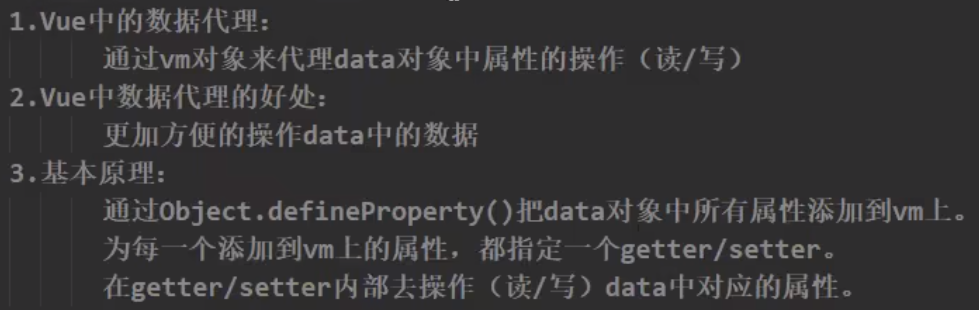 1.Vue中的数据代理：
通过vm对象来代理data对象中属性的操作（读/写）
2.Vue中数据代理的好处：
更加方便的操作data中的数据
3.基本原理：
通过Object.defineProperty()把data对象中所有属性添加到vm上。
为每一个添加到vm上的属性，都指定一个getter/setter。
在getter/setter内部去操作（读/写）data中对应的属性。